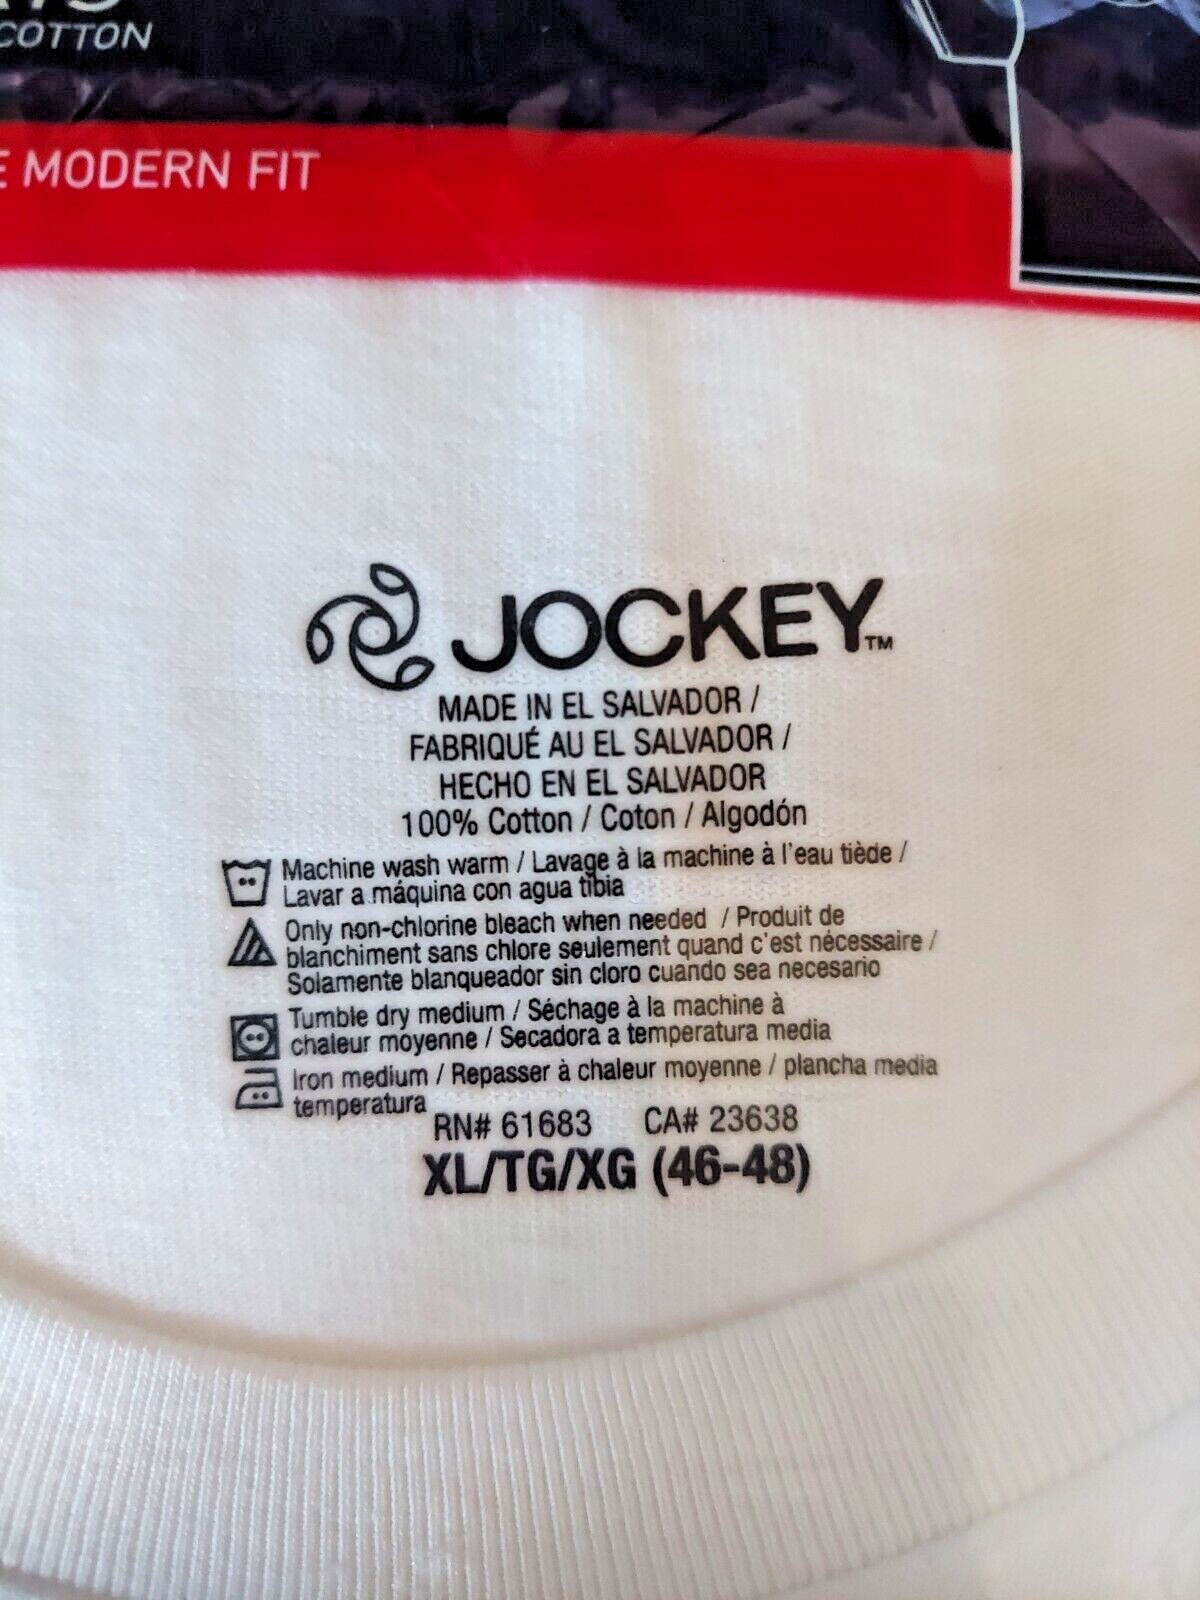 COTTON
MODERN FIT
JOCKEY™
MADE IN EL SALVADOR /
FABRIQUÉ AU EL SALVADOR /
HECHO EN EL SALVADOR
100% Cotton / Coton / Algodón
Machine wash warm / Lavage à la machine à l'eau tiède /
Lavar a máquina con agua tibia
Only non-chlorine bleach when needed / Produit de
blanchiment sans chlore seulement quand c'est nécessaire /
Solamente blanqueador sin cloro cuando sea necesario
Tumble dry medium / Séchage à la machine à
chaleur moyenne / Secadora a temperatura media
Iron medium / Repasser à chaleur moyenne / plancha media
temperatura
RN# 61683 CA# 23638
XL/TG/XG (46-48)